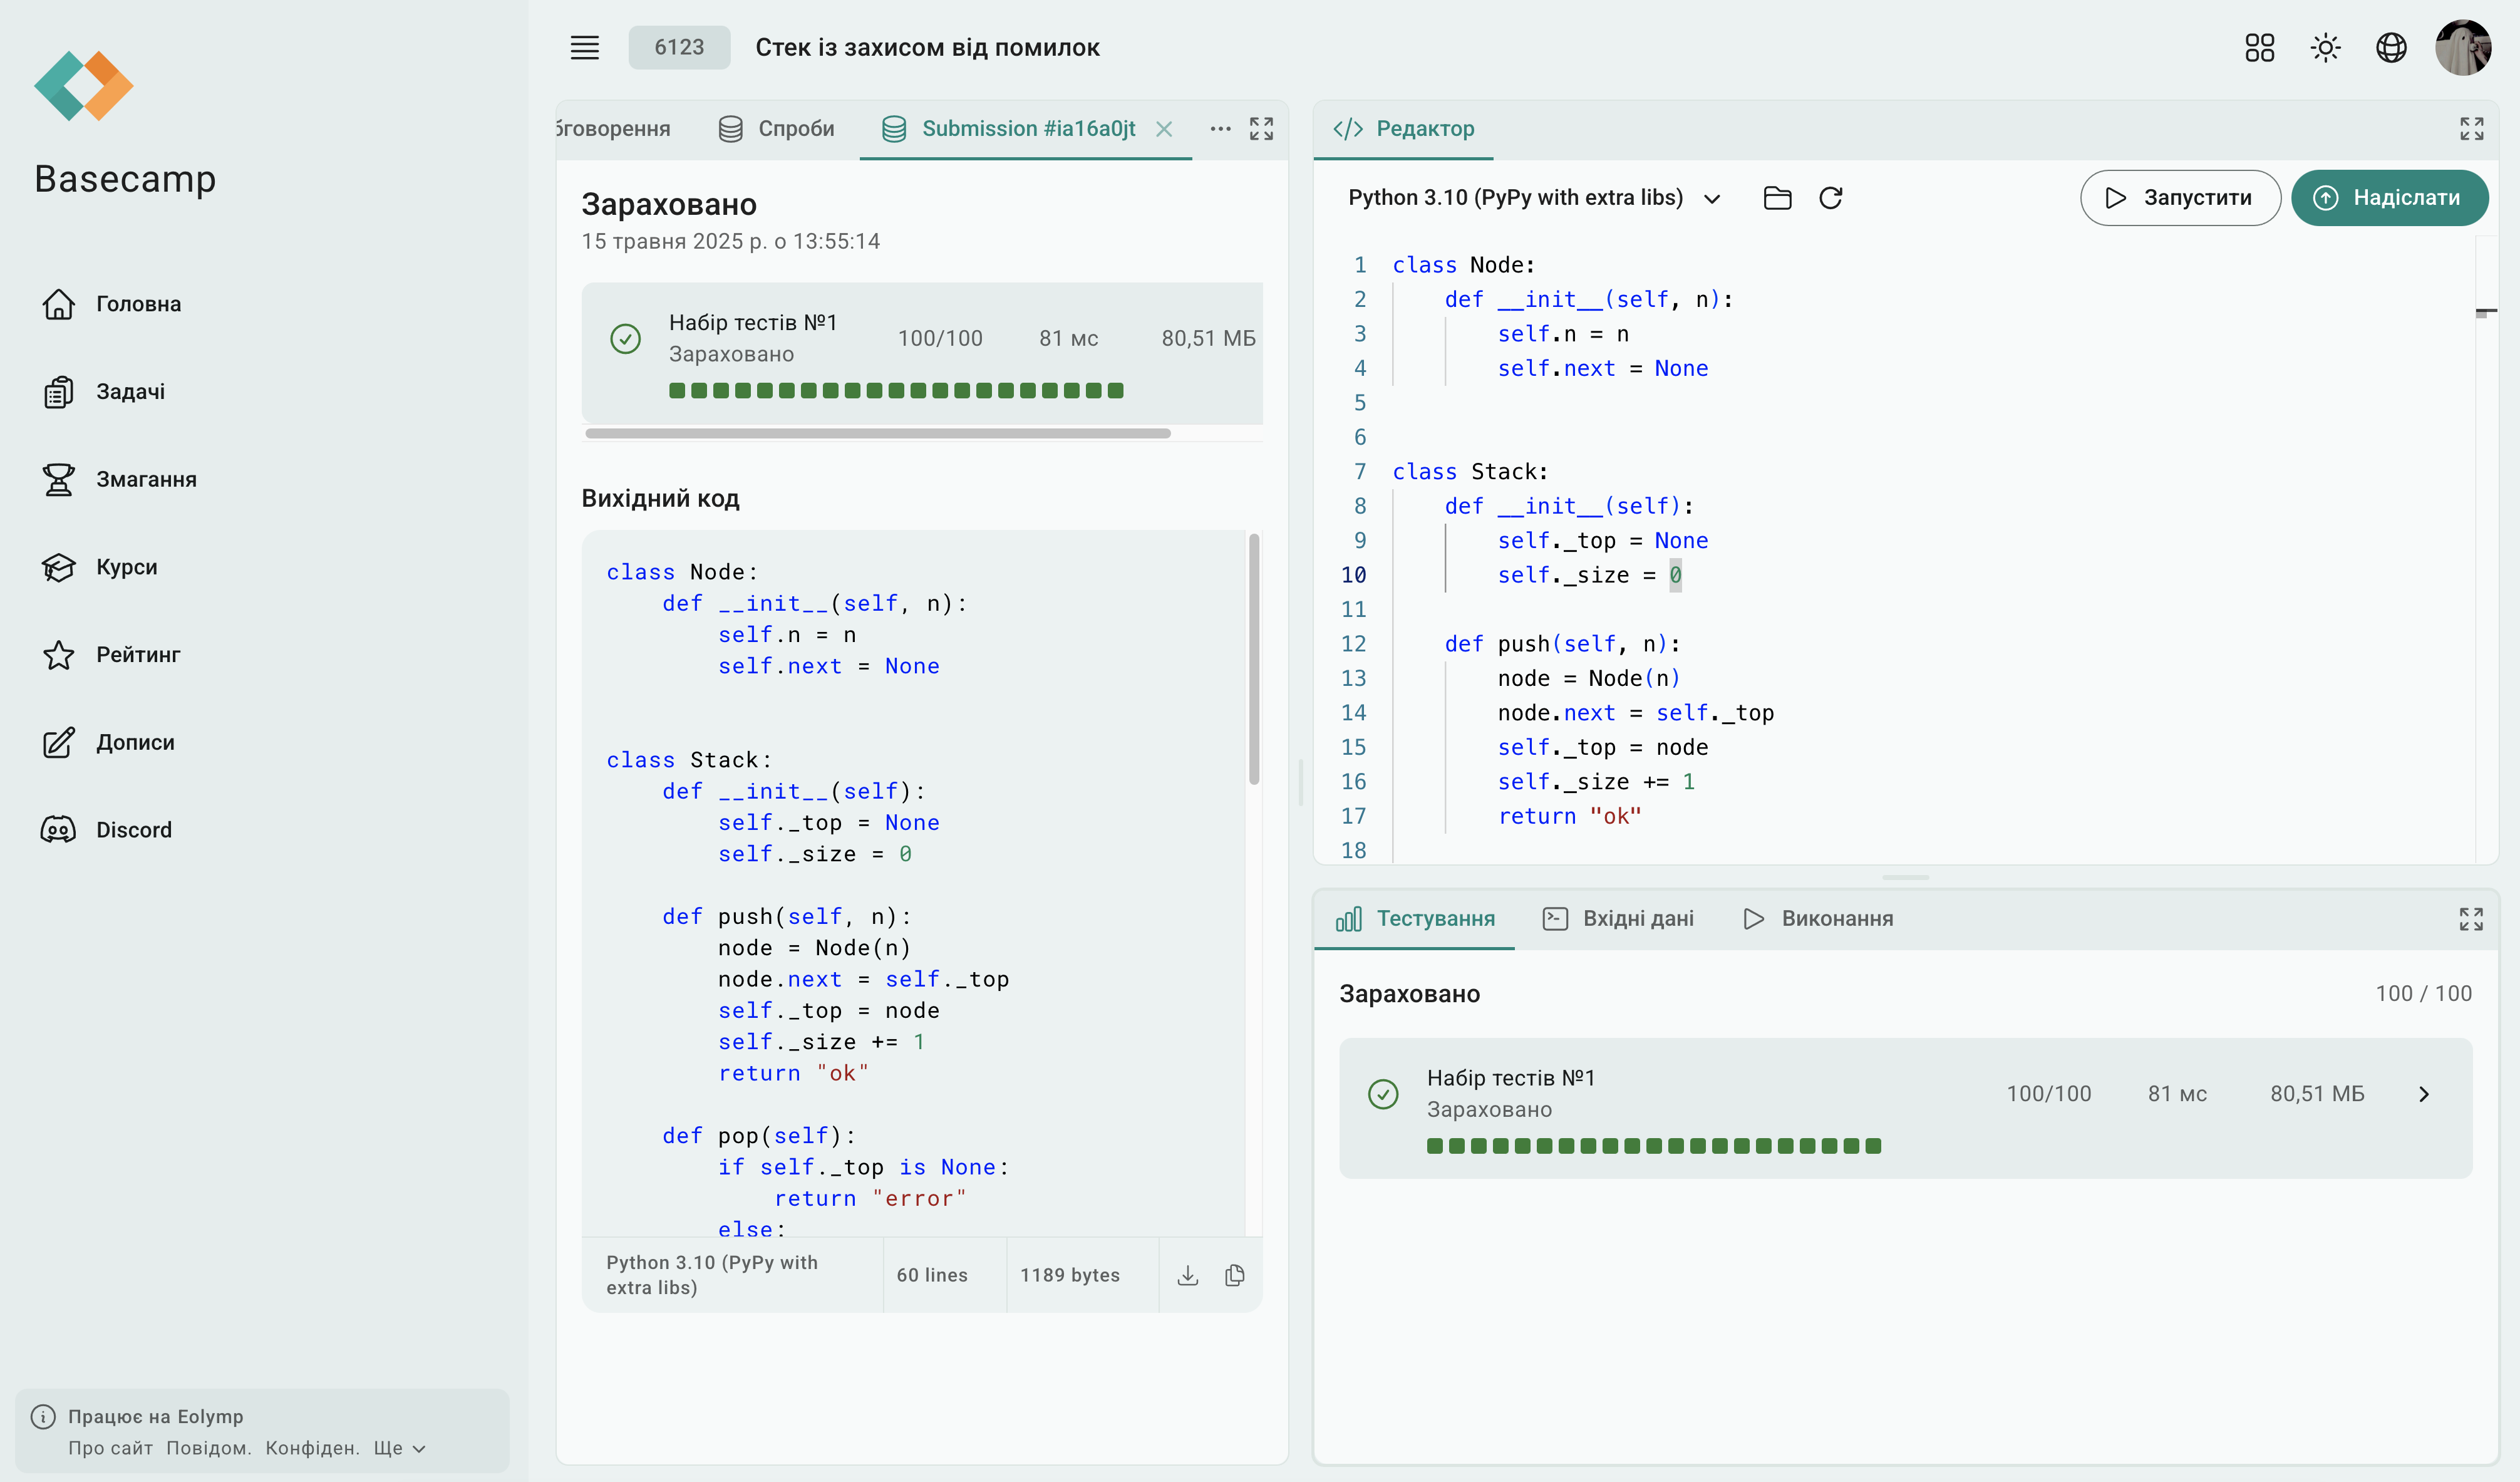 Basecamp
Головна
Задачі
Змагання
Курси
Рейтинг
Дописи
Discord
Працює на Eolymp
Про сайт Повідом. Конфіден. Ще
6123 Стек із захисом від помилок
бговорення Спроби Submission #ia16a0jt
Зараховано
15 травня 2025 р. о 13:55:14
Набір тестів №1 100/100 81 мс 80,51 МБ
Зараховано
Вихідний код
class Node:
    def __init__(self, n):
        self.n = n
        self.next = None
class Stack:
    def __init__(self):
        self._top = None
        self._size = 0
    def push(self, n):
        node = Node(n)
        node.next = self._top
        self._top = node
        self._size += 1
        return "ok"
    def pop(self):
        if self._top is None:
            return "error"
        else:
Python 3.10 (PyPy with extra libs) 60 lines 1189 bytes
Редактор
Python 3.10 (PyPy with extra libs) Запустити Надіслати
1 class Node:
2     def __init__(self, n):
3         self.n = n
4         self.next = None
5
6
7 class Stack:
8     def __init__(self):
9         self._top = None
10         self._size = 0
11
12     def push(self, n):
13         node = Node(n)
14         node.next = self._top
15         self._top = node
16         self._size += 1
17         return "ok"
18
Тестування Вхідні дані Виконання
Зараховано 100 / 100
Набір тестів №1 100/100 81 мс 80,51 МБ
Зараховано